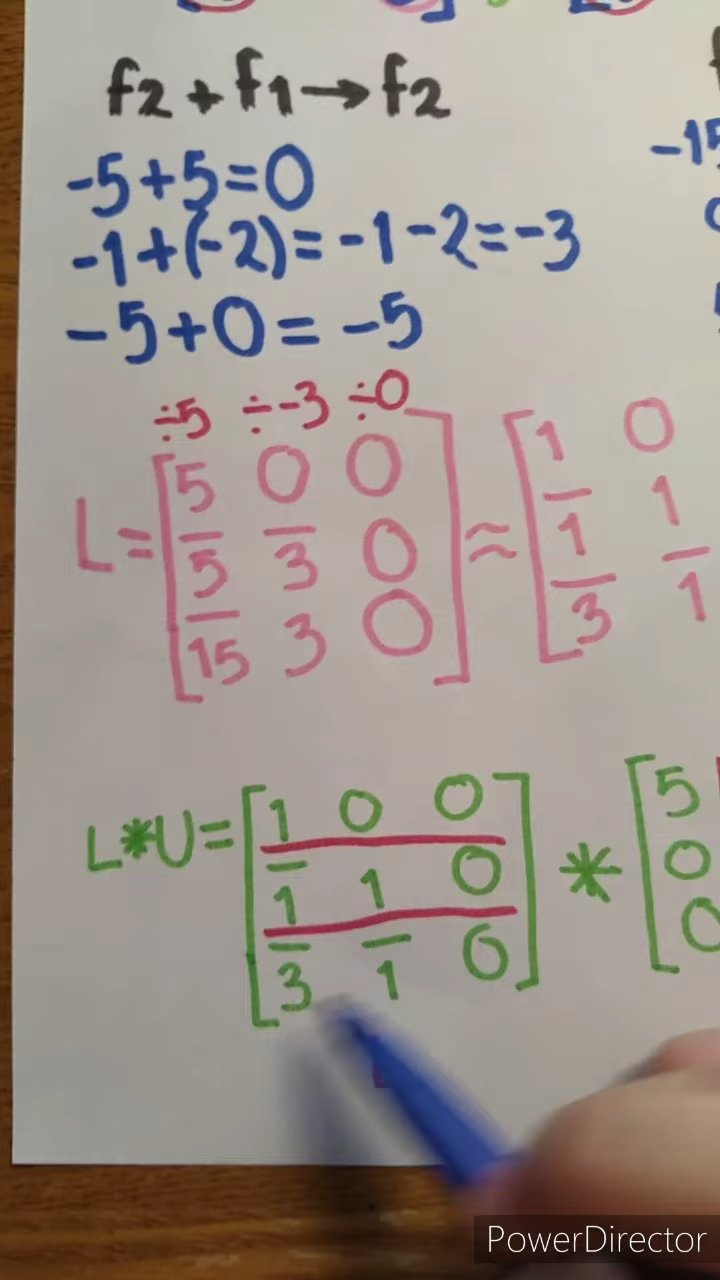 f2 + f1 → f2
-5+5=0
-15
-1+(-2)= -1-2=-3
-5+0= -5
÷5 ÷-3 ÷0
L= [5 0 0 ≈ [1 0
-5 -3 0 -1 1
-15 3 0] -3 -1
L*U= [1 0 0 * [5
-1 1 0 0
-3 -1 0] 0
PowerDirector